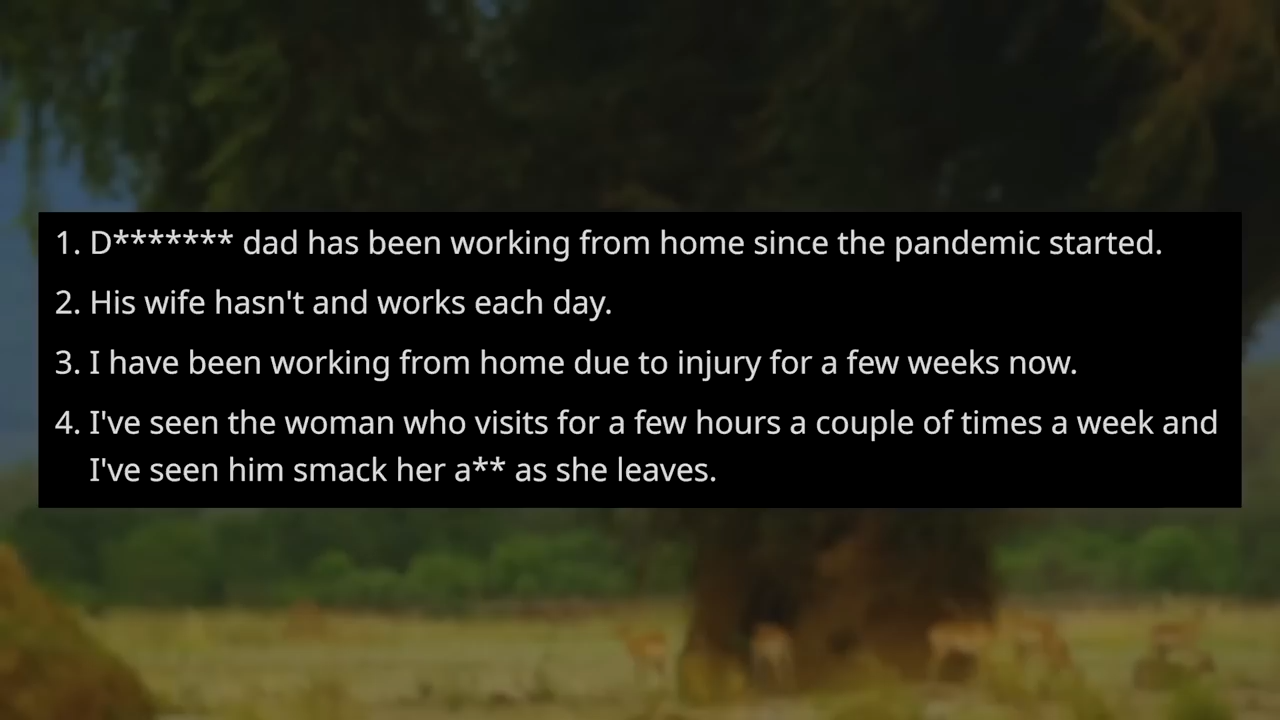 1. D******* dad has been working from home since the pandemic started.
2. His wife hasn't and works each day.
3. I have been working from home due to injury for a few weeks now.
4. I've seen the woman who visits for a few hours a couple of times a week and
I've seen him smack her a** as she leaves.